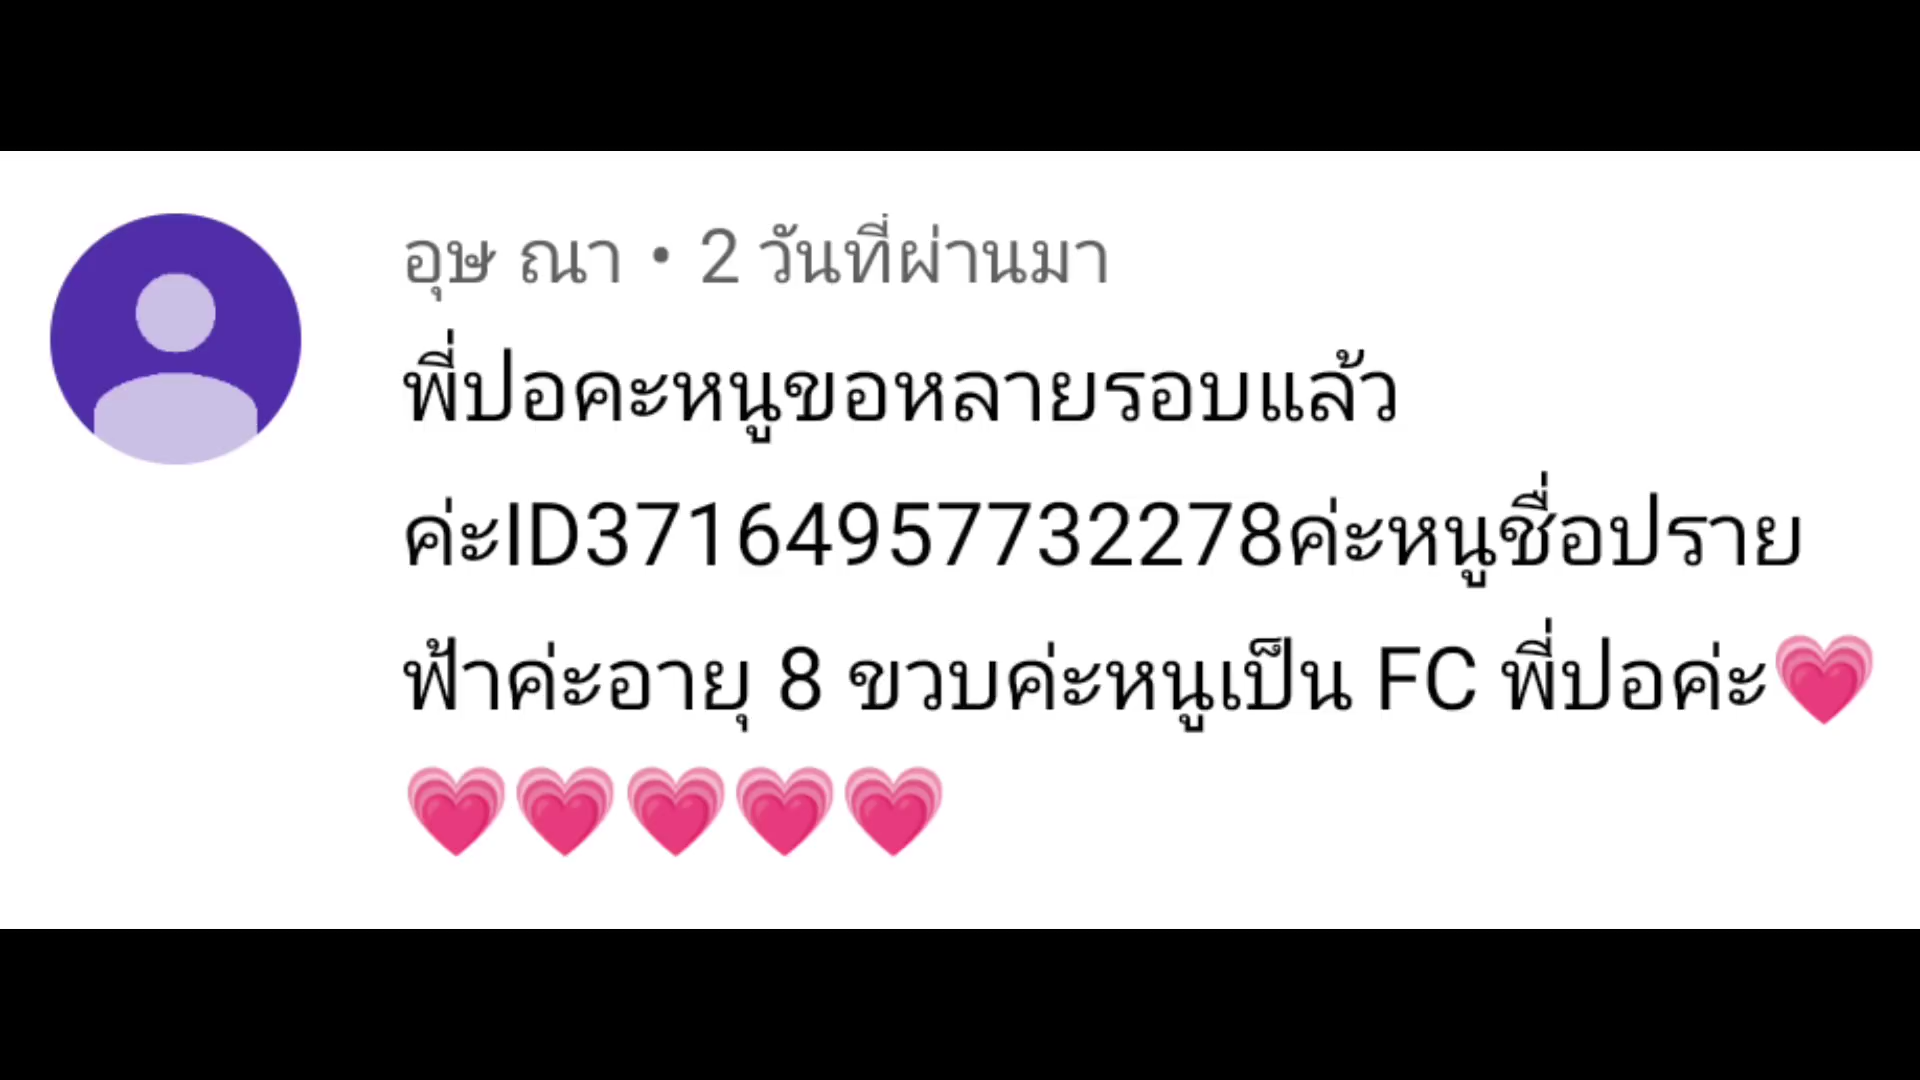 อุษ ณา • 2 วันที่ผ่านมา
พี่ปอคะหนูขอหลายรอบแล้ว
ค่ะID37164957732278ค่ะหนูชื่อปราย
ฟ้าค่ะอายุ 8 ขวบค่ะหนูเป็น FC พี่ปอค่ะ💗
💗💗💗💗💗